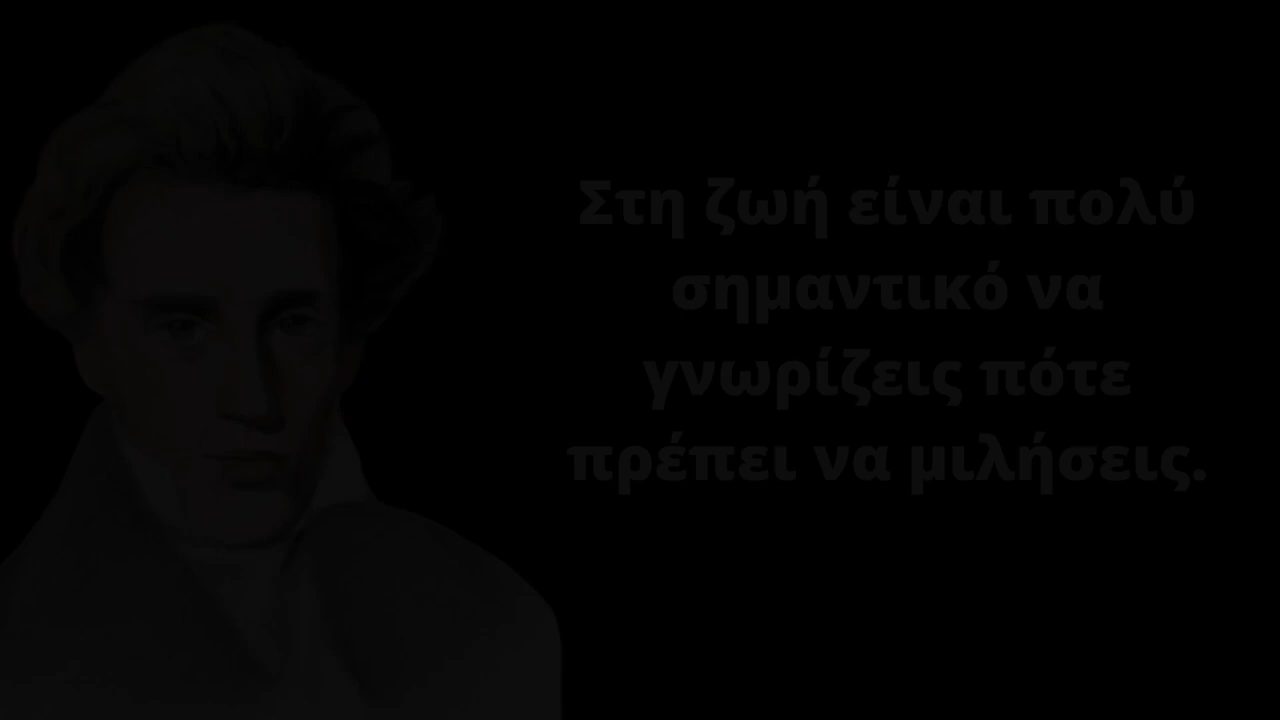 Στη ζωή είναι πολύ
σημαντικό να
γνωρίζεις πότε
πρέπει να μιλήσεις.